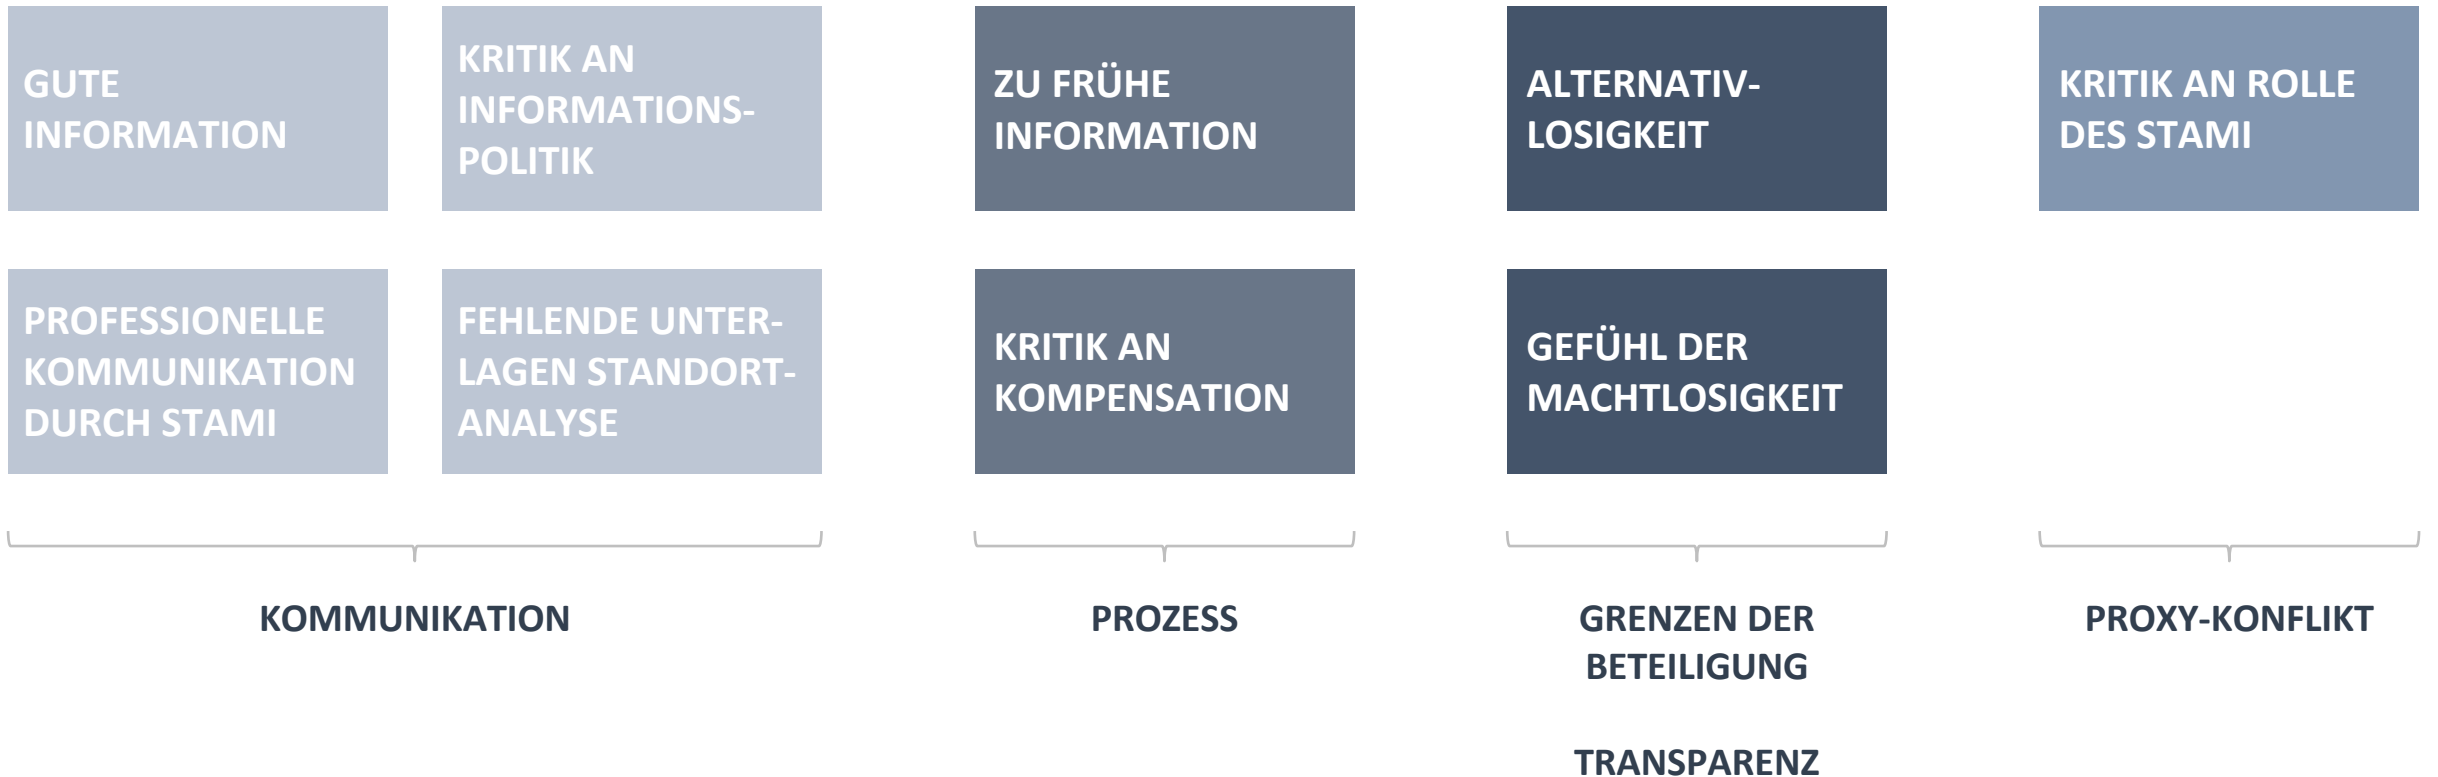 GUTE
INFORMATION
KRITIK AN
INFORMATIONS-
POLITIK
ZU FRÜHE
INFORMATION
ALTERNATIV-
LOSIGKEIT
KRITIK AN ROLLE
DES STAMI
PROFESSIONELLE
KOMMUNIKATION
DURCH STAMI
FEHLENDE UNTER-
LAGEN STANDORT-
ANALYSE
KRITIK AN
KOMPENSATION
GEFÜHL DER
MACHTLOSIGKEIT
KOMMUNIKATION
PROZESS
GRENZEN DER
BETEILIGUNG
TRANSPARENZ
PROXY-KONFLIKT